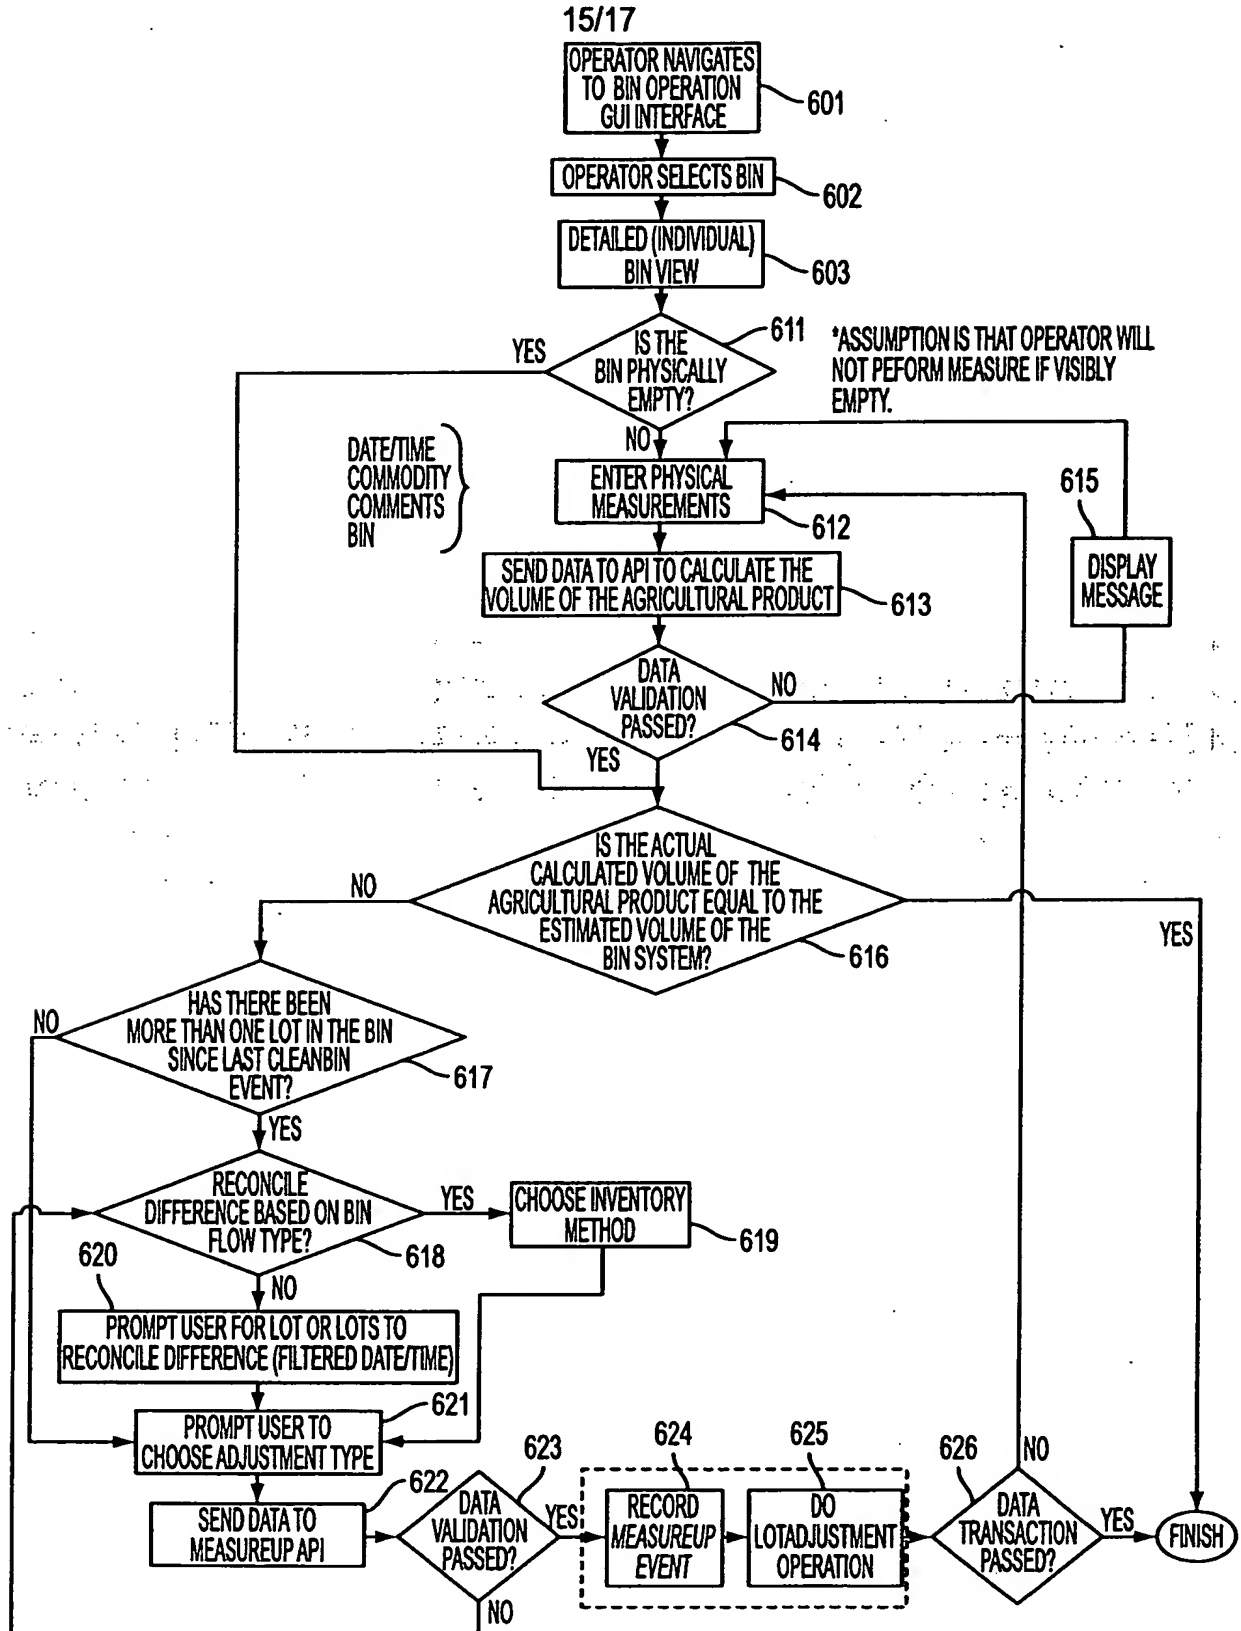 15/17
OPERATOR NAVIGATES
TO BIN OPERATION
GUI INTERFACE
601
OPERATOR SELECTS BIN
602
DETAILED (INDIVIDUAL)
BIN VIEW
603
611
IS THE
BIN PHYSICALLY
EMPTY?
YES
NO
*ASSUMPTION IS THAT OPERATOR WILL
NOT PEFORM MEASURE IF VISIBLY
EMPTY.
DATE/TIME
COMMODITY
COMMENTS
BIN
ENTER PHYSICAL
MEASUREMENTS
612
615
DISPLAY
MESSAGE
SEND DATA TO API TO CALCULATE THE
VOLUME OF THE AGRICULTURAL PRODUCT
613
DATA
VALIDATION
PASSED?
NO
614
YES
IS THE ACTUAL
CALCULATED VOLUME OF THE
AGRICULTURAL PRODUCT EQUAL TO THE
ESTIMATED VOLUME OF THE
BIN SYSTEM?
616
NO
YES
HAS THERE BEEN
MORE THAN ONE LOT IN THE BIN
SINCE LAST CLEANBIN
EVENT?
617
NO
YES
RECONCILE
DIFFERENCE BASED ON BIN
FLOW TYPE?
618
YES
CHOOSE INVENTORY
METHOD
619
NO
620
PROMPT USER FOR LOT OR LOTS TO
RECONCILE DIFFERENCE (FILTERED DATE/TIME)
621
PROMPT USER TO
CHOOSE ADJUSTMENT TYPE
622
SEND DATA TO
MEASUREUP API
623
DATA
VALIDATION
PASSED?
YES
NO
624
RECORD
MEASUREUP
EVENT
625
DO
LOTADJUSTMENT
OPERATION
626
DATA
TRANSACTION
PASSED?
NO
YES
FINISH